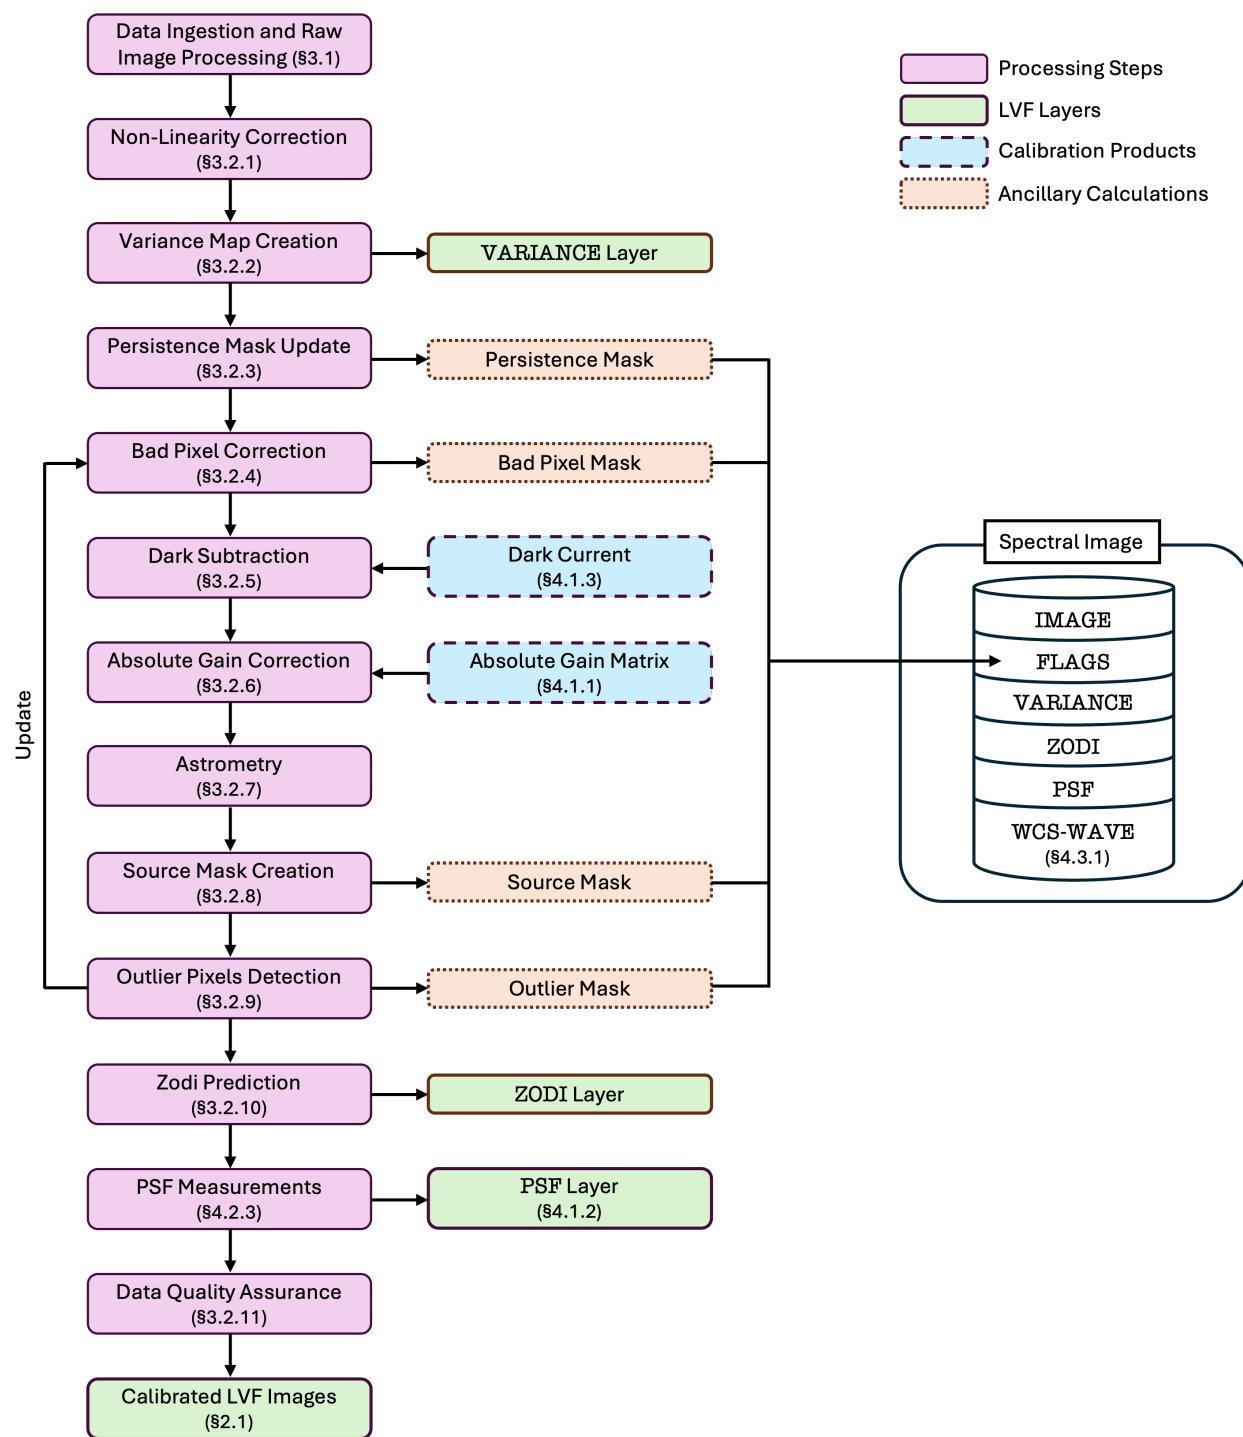 Data Ingestion and Raw
Image Processing (§3.1)
Non-Linearity Correction
(§3.2.1)
Variance Map Creation
(§3.2.2)
VARIANCE Layer
Persistence Mask Update
(§3.2.3)
Persistence Mask
Bad Pixel Correction
(§3.2.4)
Bad Pixel Mask
Dark Subtraction
(§3.2.5)
Dark Current
(§4.1.3)
Absolute Gain Correction
(§3.2.6)
Absolute Gain Matrix
(§4.1.1)
Astrometry
(§3.2.7)
Source Mask Creation
(§3.2.8)
Source Mask
Outlier Pixels Detection
(§3.2.9)
Outlier Mask
Update
Zodi Prediction
(§3.2.10)
ZODI Layer
PSF Measurements
(§4.2.3)
PSF Layer
(§4.1.2)
Data Quality Assurance
(§3.2.11)
Calibrated LVF Images
(§2.1)
Processing Steps
LVF Layers
Calibration Products
Ancillary Calculations
Spectral Image
IMAGE
FLAGS
VARIANCE
ZODI
PSF
WCS-WAVE
(§4.3.1)